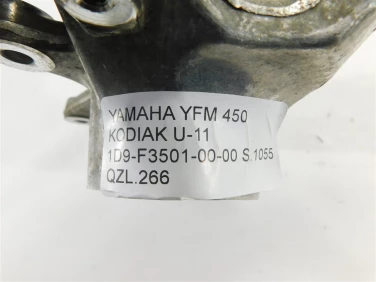 YAMAHA YFM 450
KODIAK U-11
1D9-F3501-00-00 S.1055
QZL.266